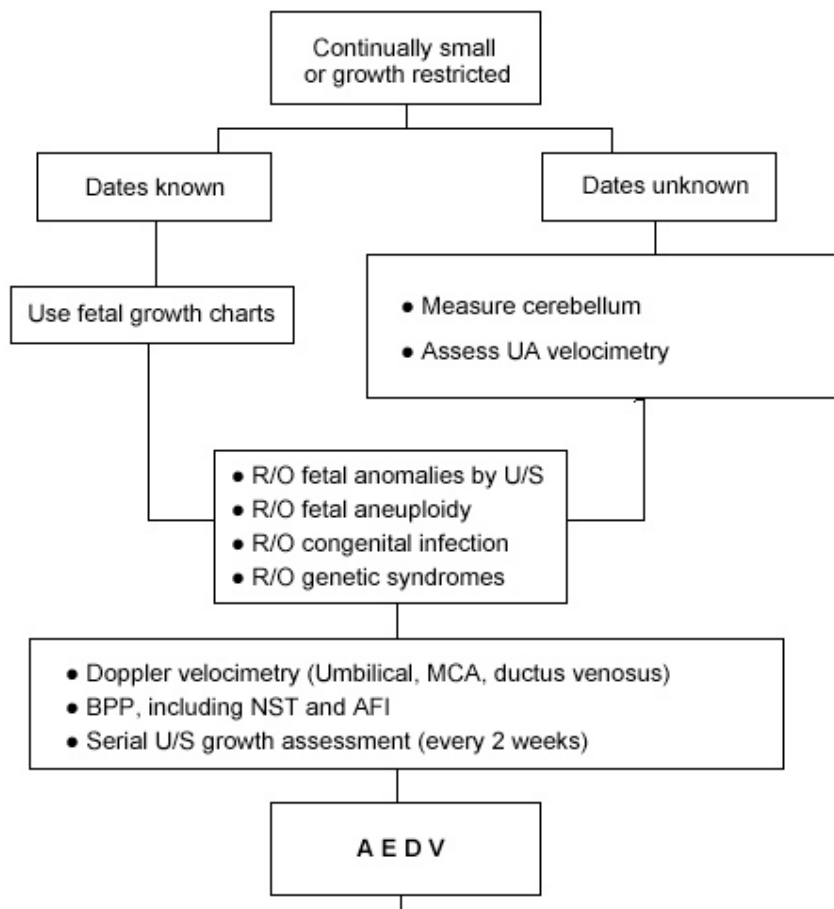 Continually small
or growth restricted
Dates known
Dates unknown
Use fetal growth charts
● Measure cerebellum
● Assess UA velocimetry
● R/O fetal anomalies by U/S
● R/O fetal aneuploidy
● R/O congenital infection
● R/O genetic syndromes
● Doppler velocimetry (Umbilical, MCA, ductus venosus)
● BPP, including NST and AFI
● Serial U/S growth assessment (every 2 weeks)
A E D V